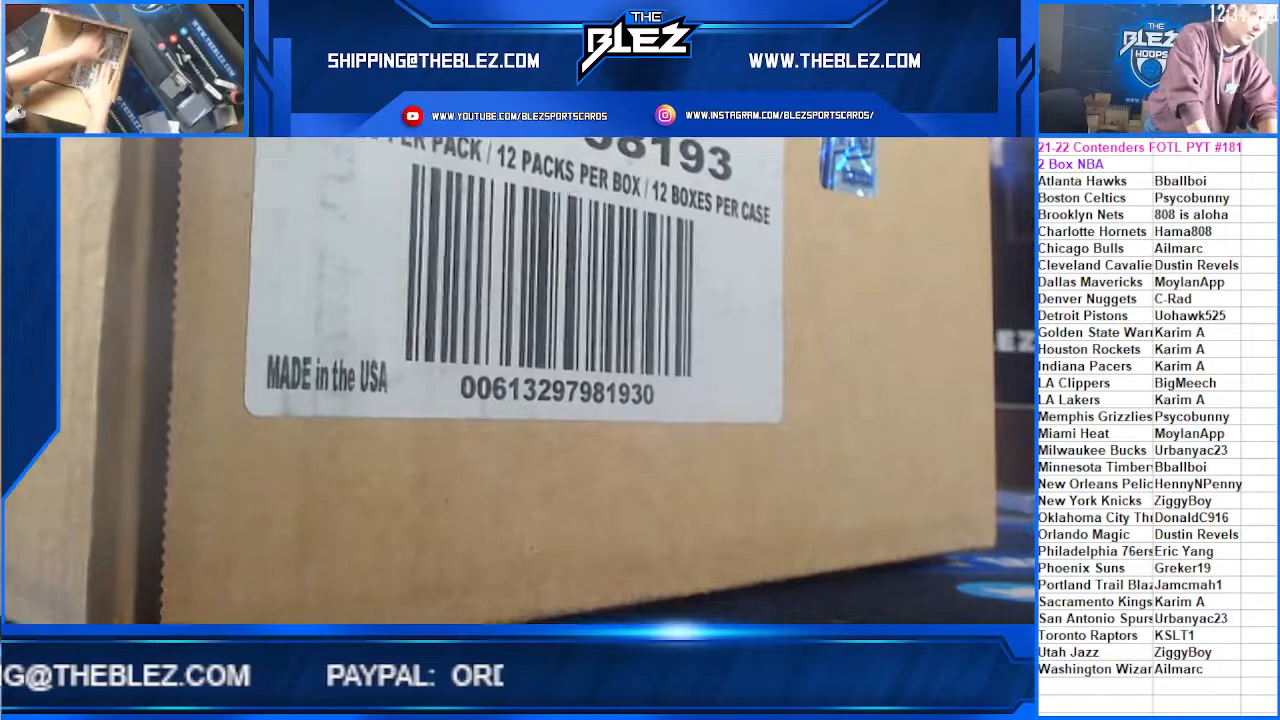 THE
BLEZ
SHIPPING@THEBLEZ.COM
WWW.THEBLEZ.COM
WWW.YOUTUBE.COM/BLEZSPORTSCARDS
WWW.INSTAGRAM.COM/BLEZSPORTSCARDS/
12:34
THE
BLEZ
HOOPS
58193
PER PACK / 12 PACKS PER BOX / 12 BOXES PER CASE
MADE in the USA
00613297981930
21-22 Contenders FOTL PYT #181
2 Box NBA
Atlanta Hawks Bballboi
Boston Celtics Psycobunny
Brooklyn Nets 808 is aloha
Charlotte Hornets Hama808
Chicago Bulls Ailmarc
Cleveland Cavalie Dustin Revels
Dallas Mavericks MoylanApp
Denver Nuggets C-Rad
Detroit Pistons Uohawk525
Golden State Warr Karim A
Houston Rockets Karim A
Indiana Pacers Karim A
LA Clippers BigMeech
LA Lakers Karim A
Memphis Grizzlies Psycobunny
Miami Heat MoylanApp
Milwaukee Bucks Urbanyac23
Minnesota Timber Bballboi
New Orleans Pelic HennyNPenny
New York Knicks ZiggyBoy
Oklahoma City Thu DonaldC916
Orlando Magic Dustin Revels
Philadelphia 76ers Eric Yang
Phoenix Suns Greker19
Portland Trail Blaz Jamcmah1
Sacramento Kings Karim A
San Antonio Spurs Urbanyac23
Toronto Raptors KSLT1
Utah Jazz ZiggyBoy
Washington Wizar Ailmarc
G@THEBLEZ.COM PAYPAL: ORD